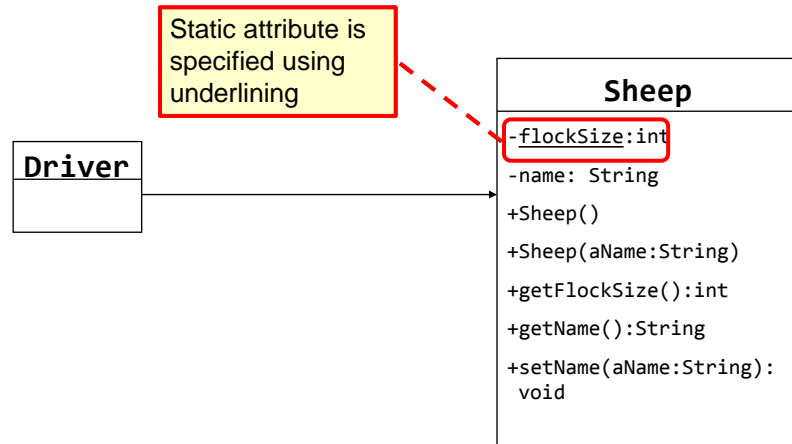 Static attribute is
specified using
underlining
Sheep
-flockSize:int
-name: String
+Sheep()
+Sheep(aName:String)
+getFlockSize():int
+getName():String
+setName(aName:String):
void
Driver